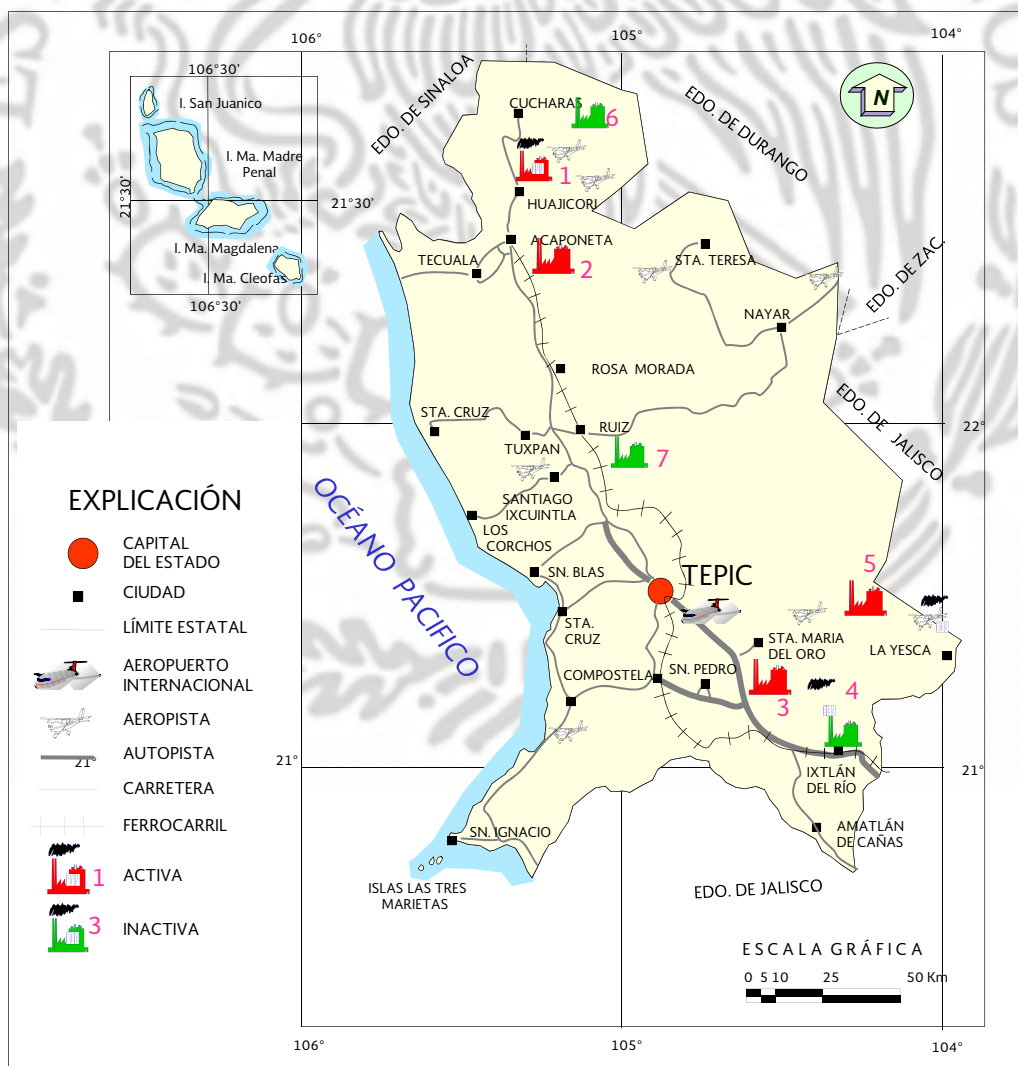 106°
105°
104°
106°30'
I. San Juanico
I. Ma. Madre
Penal
21°30'
21°30'
I. Ma. Magdalena
I. Ma. Cleofas
106°30'
EDO. DE SINALOA
EDO. DE DURANGO
N
CUCHARAS
6
1
HUAJICORI
ACAPONETA
TECUALA
2
STA. TERESA
EDO. DE ZAC.
NAYAR
ROSA MORADA
EDO. DE JALISCO
STA. CRUZ
RUIZ
22°
TUXPAN
7
SANTIAGO
IXCUINTLA
LOS
CORCHOS
OCÉANO PACIFICO
SN. BLAS
TEPIC
5
STA.
CRUZ
STA. MARIA
DEL ORO
LA YESCA
COMPOSTELA
SN. PEDRO
3
4
21°
21°
IXTLÁN
DEL RÍO
SN. IGNACIO
AMATLÁN
DE CAÑAS
ISLAS LAS TRES
MARIETAS
EDO. DE JALISCO
EXPLICACIÓN
CAPITAL
DEL ESTADO
CIUDAD
LÍMITE ESTATAL
AEROPUERTO
INTERNACIONAL
AEROPISTA
21°
AUTOPISTA
CARRETERA
FERROCARRIL
1
ACTIVA
3
INACTIVA
ESCALA GRÁFICA
0 5 10 25 50 Km
106°
105°
104°